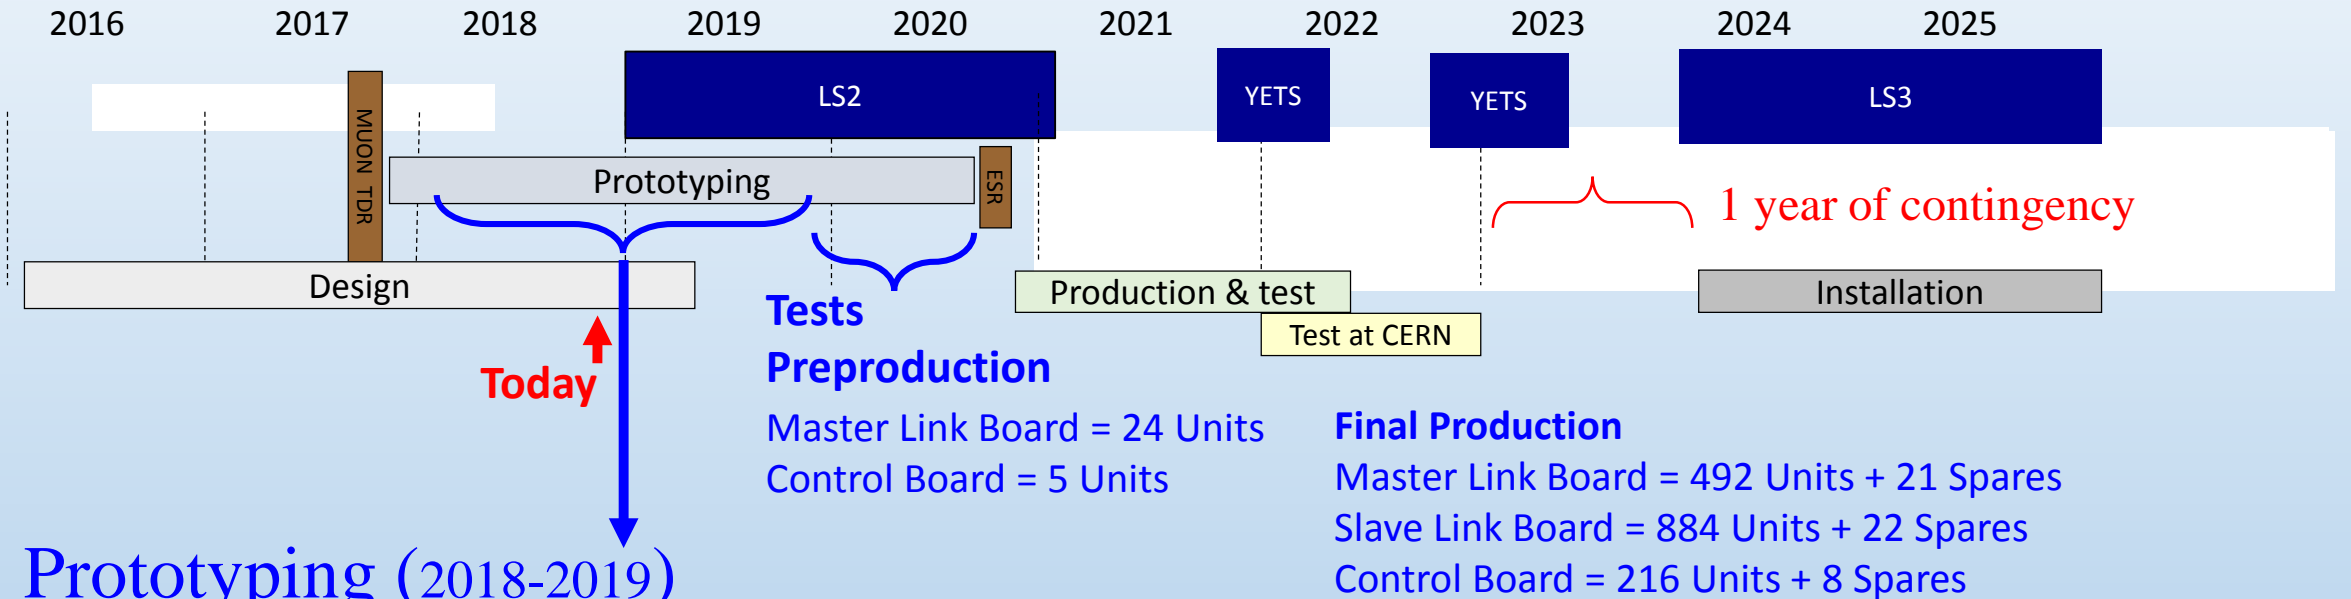 2016 2017 2018 2019 2020 2021 2022 2023 2024 2025
LS2
YETS
YETS
LS3
MUON TDR
Prototyping
ESR
1 year of contingency
Design
Production & test
Installation
Test at CERN
Today
Tests
Preproduction
Master Link Board = 24 Units
Control Board = 5 Units
Final Production
Master Link Board = 492 Units + 21 Spares
Slave Link Board = 884 Units + 22 Spares
Control Board = 216 Units + 8 Spares
Prototyping (2018-2019)